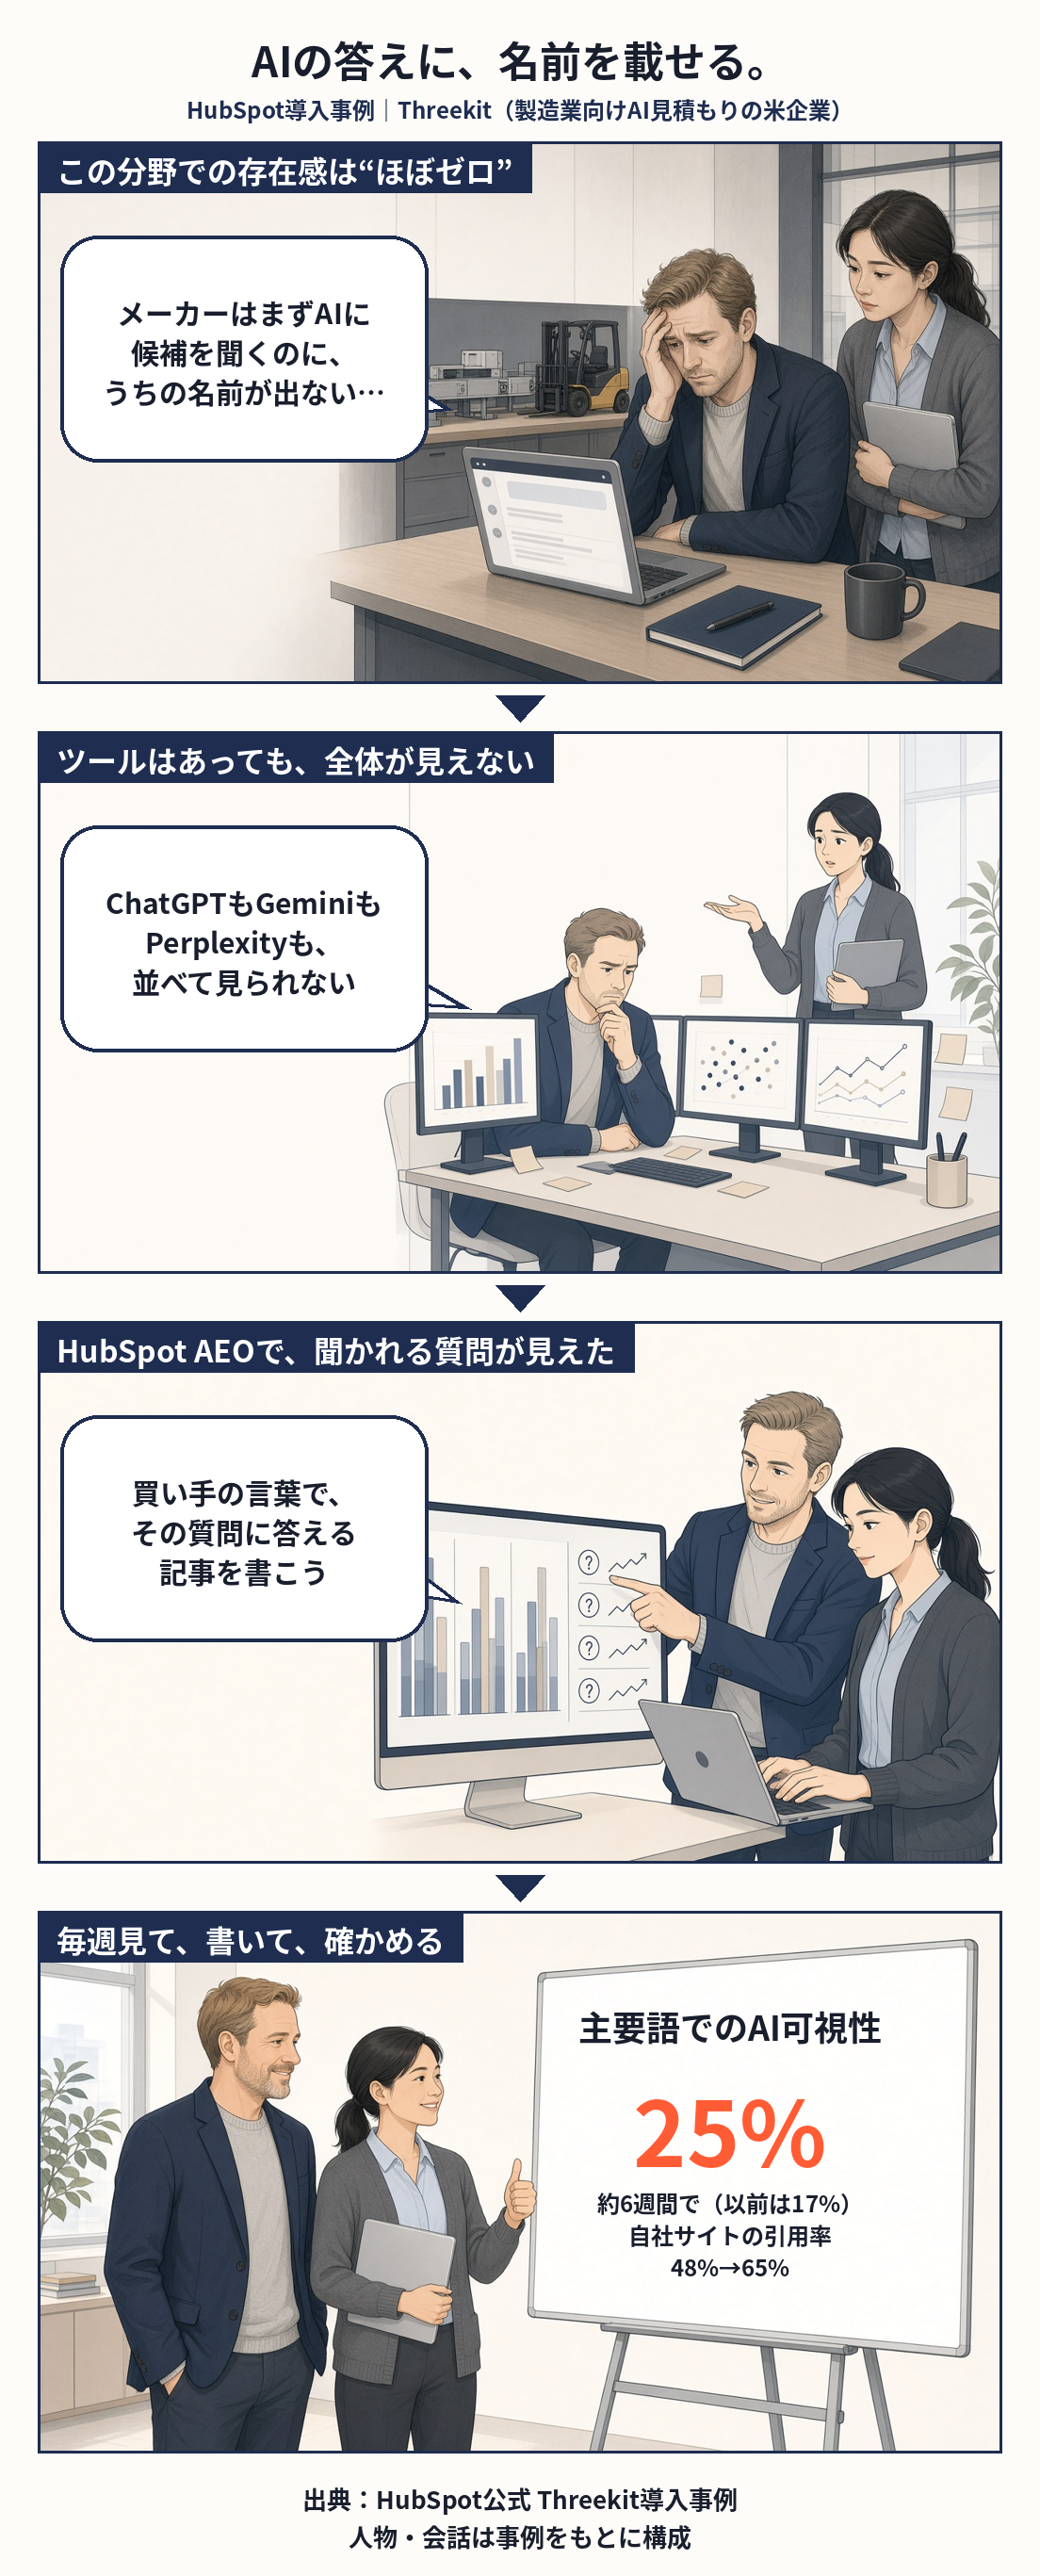 AIの答えに、名前を載せる。
HubSpot導入事例｜Threekit（製造業向けAI見積もりの米企業）
この分野での存在感は“ほぼゼロ”
メーカーはまずAIに
候補を聞くのに、
うちの名前が出ない…
ツールはあっても、全体が見えない
ChatGPTもGeminiも
Perplexityも、
並べて見られない
HubSpot AEOで、聞かれる質問が見えた
買い手の言葉で、
その質問に答える
記事を書こう
?
?
?
?
毎週見て、書いて、確かめる
主要語でのAI可視性
25%
約6週間で（以前は17%）
自社サイトの引用率
48%→65%
出典：HubSpot公式 Threekit導入事例
人物・会話は事例をもとに構成